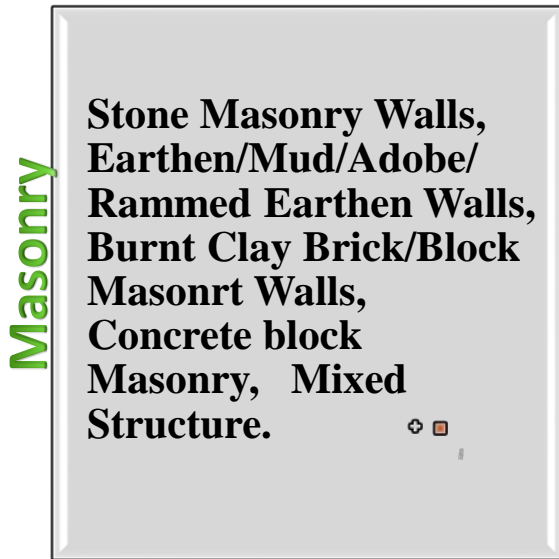 Masonry
Stone Masonry Walls,
Earthen/Mud/Adobe/
Rammed Earthen Walls,
Burnt Clay Brick/Block
Masonrt Walls,
Concrete block
Masonry, Mixed
Structure.